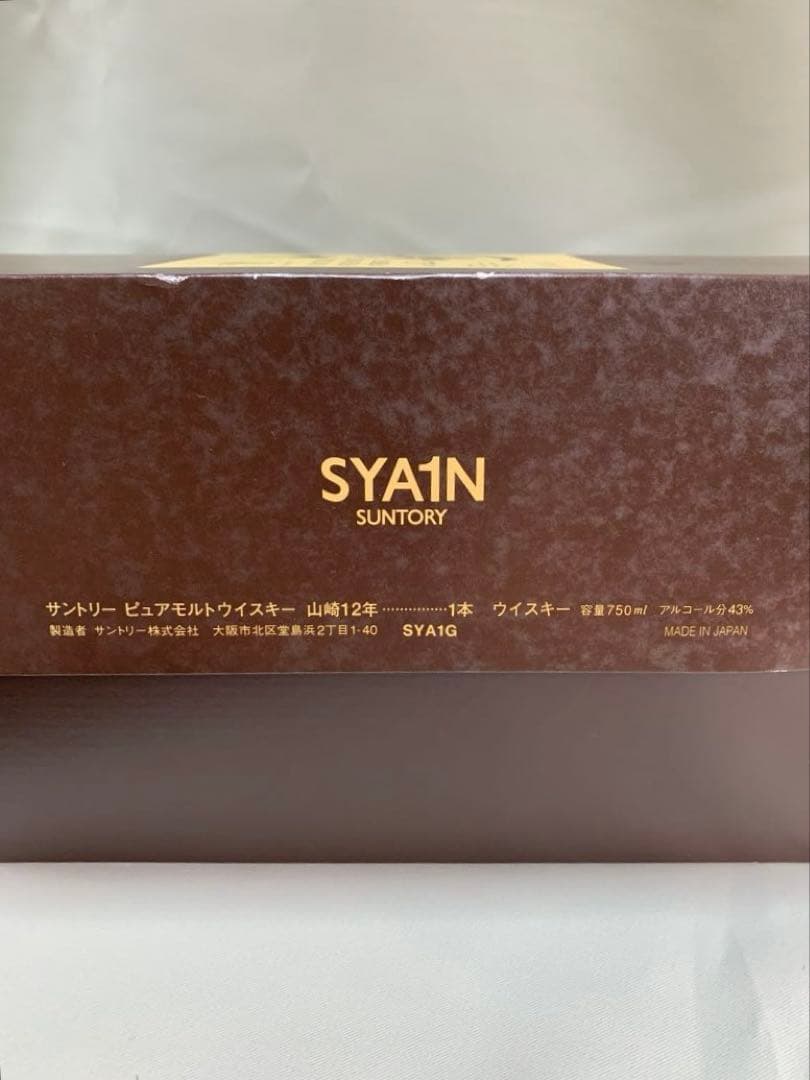 SYA1N
SUNTORY
サントリー ピュアモルトウイスキー 山崎12年……………1本 ウイスキー 容量750ml アルコール分43%
製造者 サントリー株式会社 大阪市北区堂島浜2丁目1-40 SYA1G MADE IN JAPAN